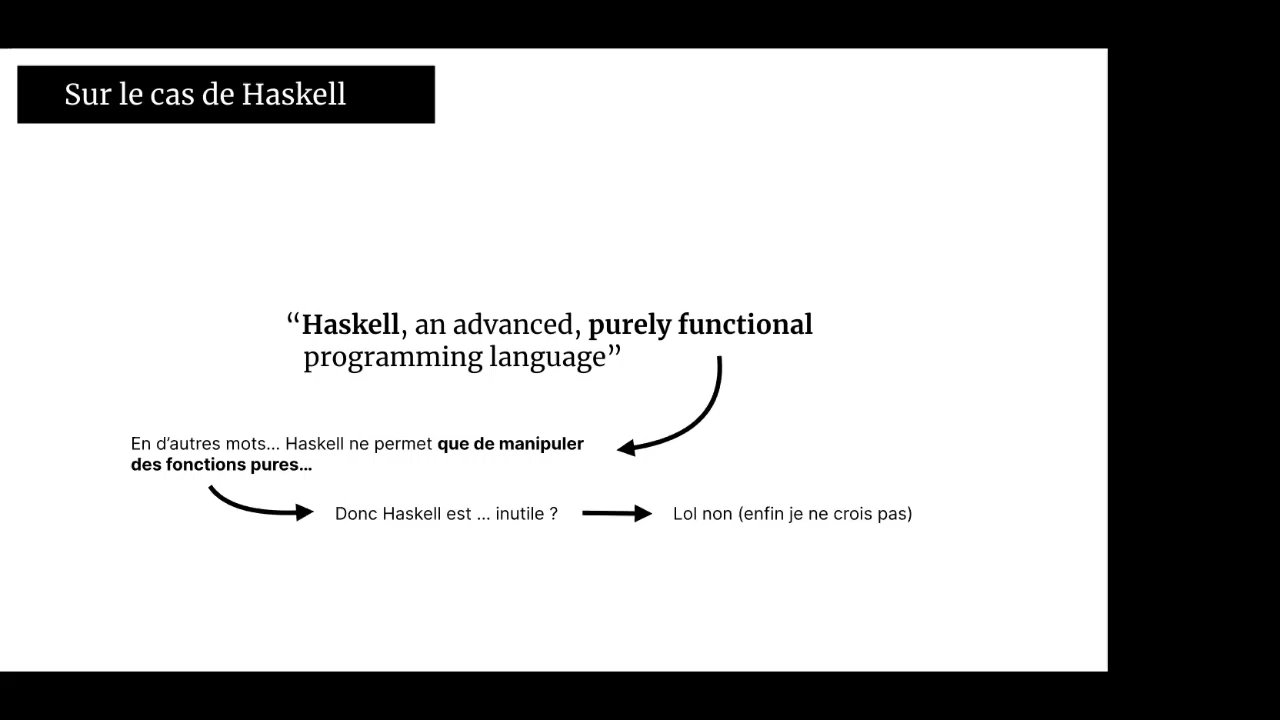 Sur le cas de Haskell
“Haskell, an advanced, purely functional
programming language”
En d’autres mots... Haskell ne permet que de manipuler
des fonctions pures...
Donc Haskell est ... inutile ?
Lol non (enfin je ne crois pas)